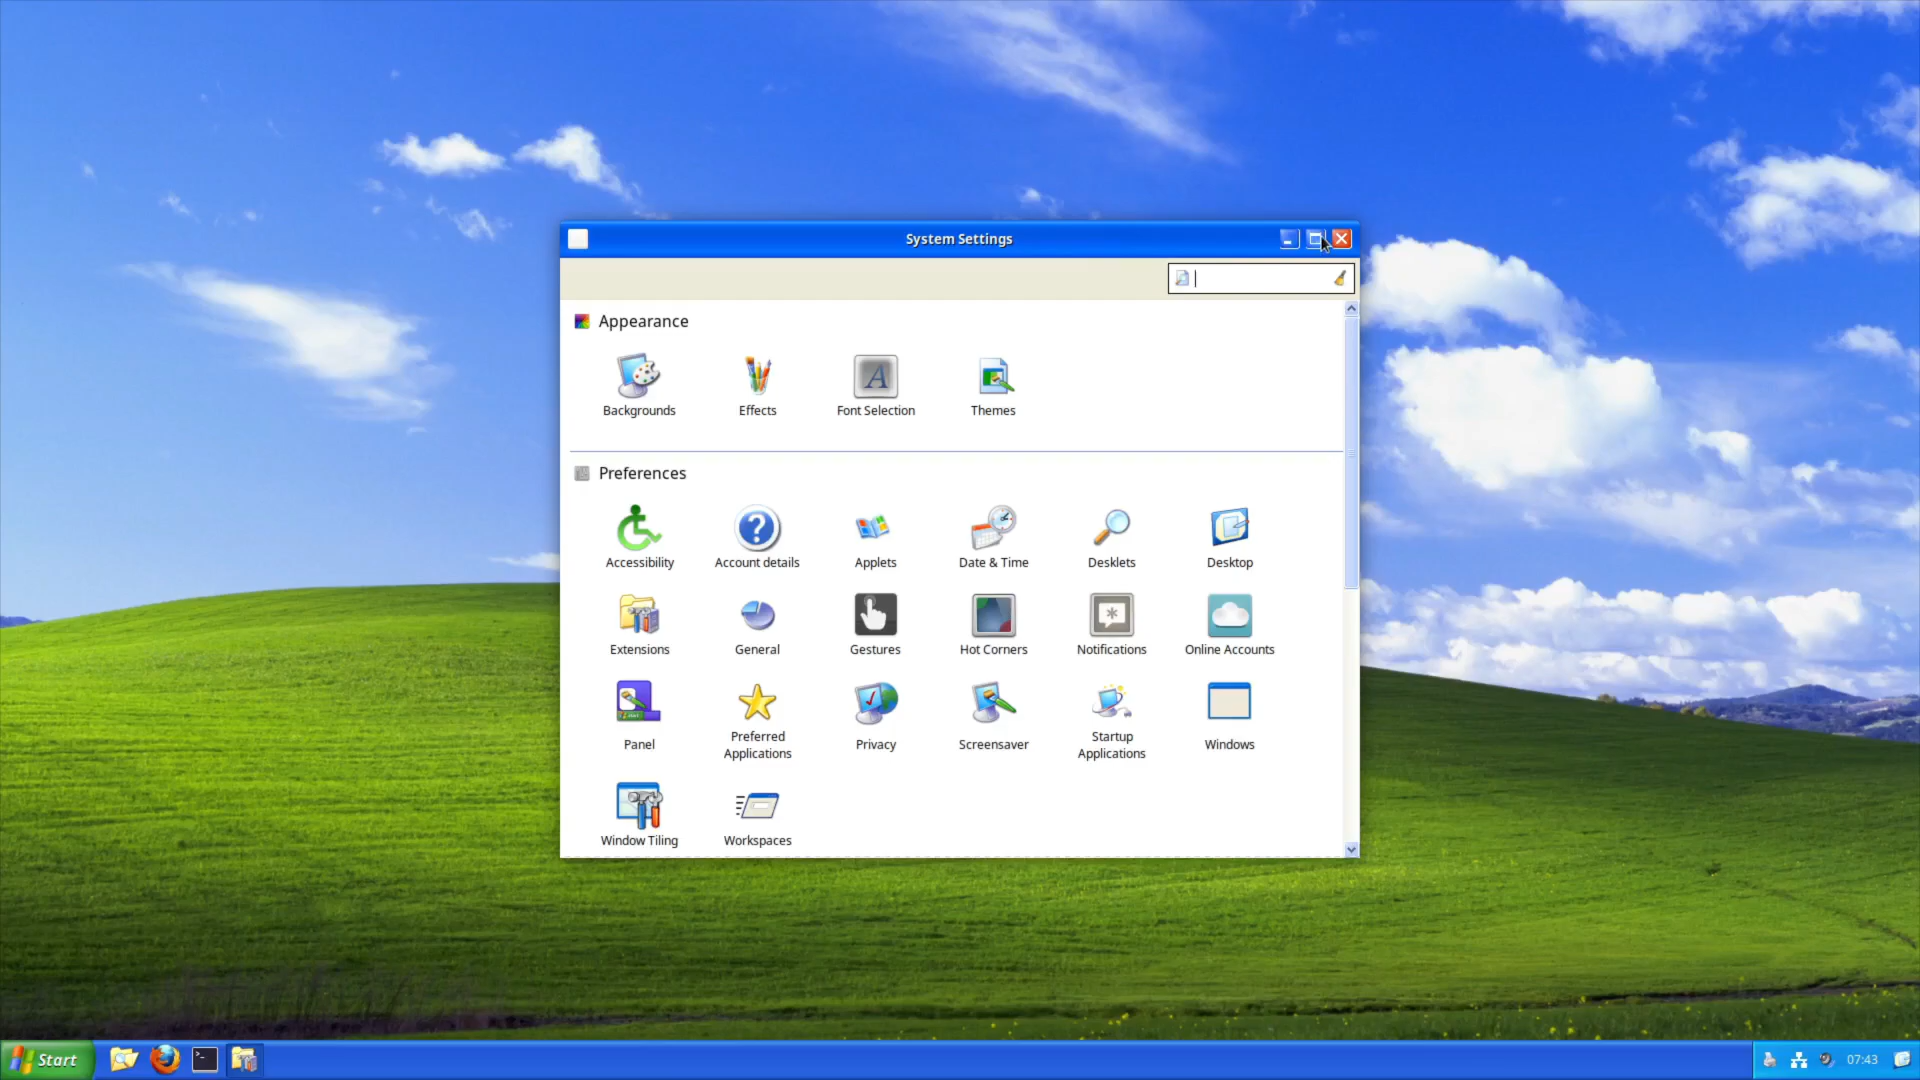 System Settings
Appearance
Backgrounds
Effects
Font Selection
Themes
Preferences
Accessibility
Account details
Applets
Date & Time
Desklets
Desktop
Extensions
General
Gestures
Hot Corners
Notifications
Online Accounts
Panel
Preferred
Applications
Privacy
Screensaver
Startup
Applications
Windows
Window Tiling
Workspaces
Start
07:43